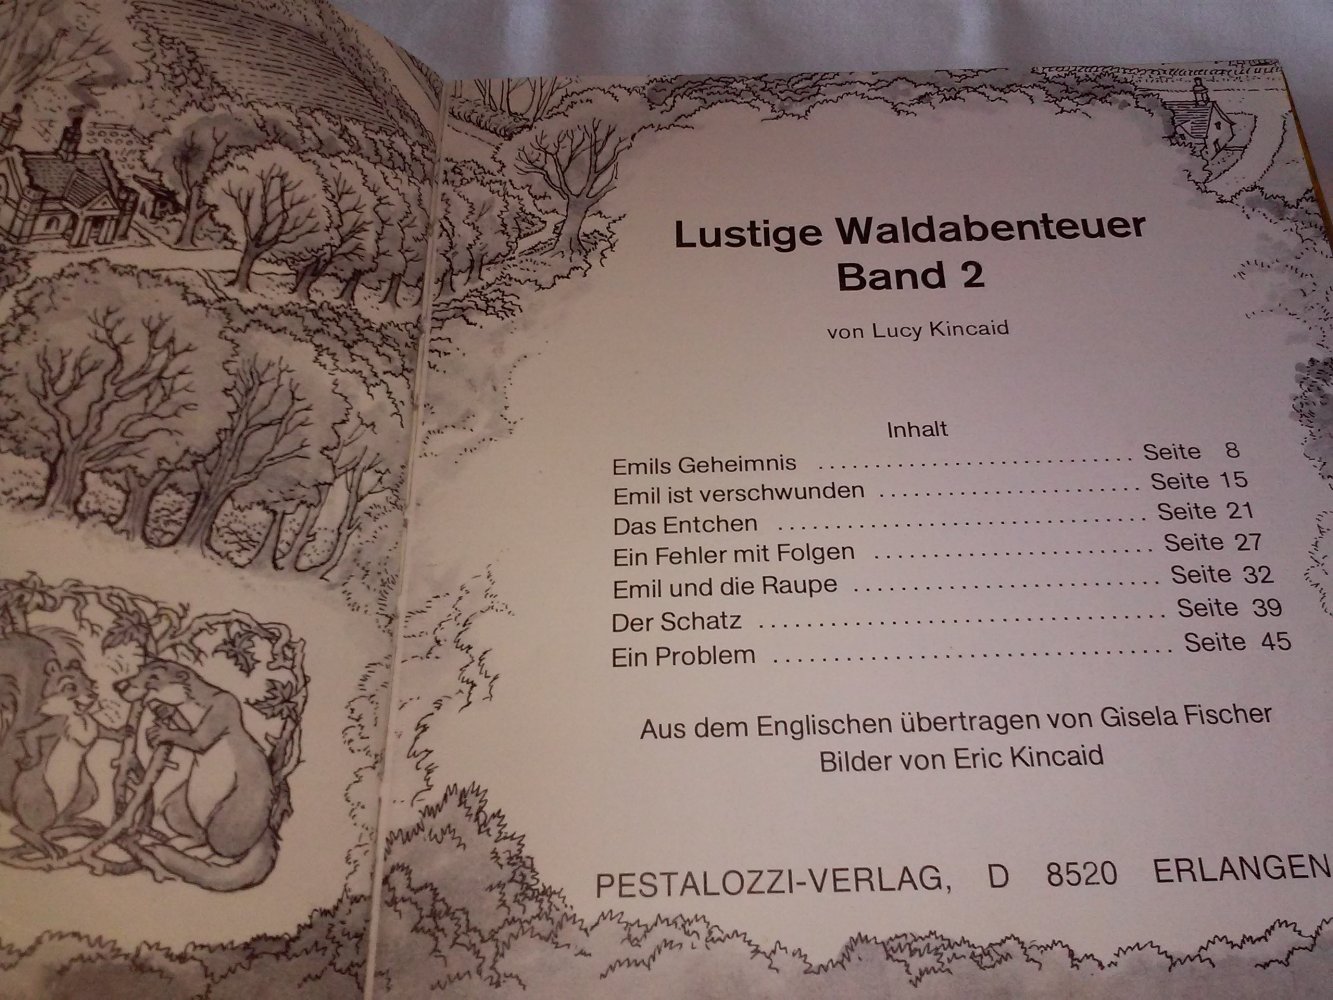 Lustige Waldabenteuer
Band 2
von Lucy Kincaid
Inhalt
Emils Geheimnis ............................ Seite 8
Emil ist verschwunden ........................ Seite 15
Das Entchen ................................. Seite 21
Ein Fehler mit Folgen ......................... Seite 27
Emil und die Raupe ........................... Seite 32
Der Schatz .................................. Seite 39
Ein Problem ................................. Seite 45
Aus dem Englischen übertragen von Gisela Fischer
Bilder von Eric Kincaid
PESTALOZZI-VERLAG, D 8520 ERLANGEN